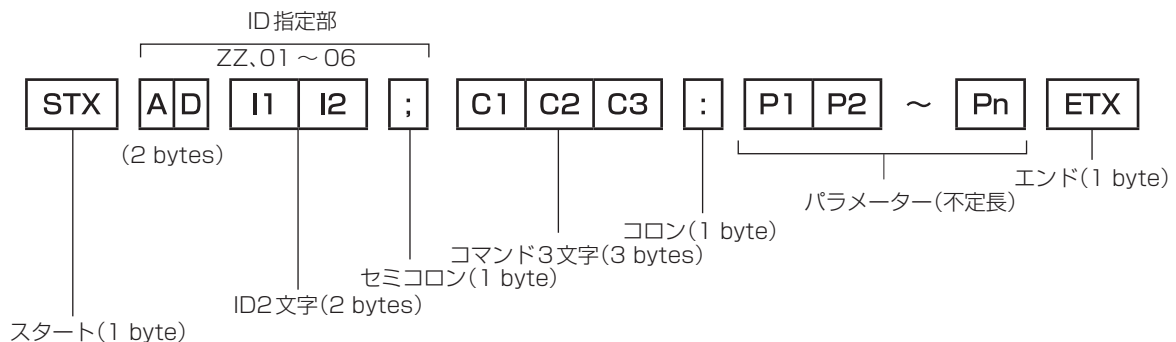 ID指定部
ZZ、01 ～ 06
STX A D I1 I2 ; C1 C2 C3 : P1 P2 ～ Pn ETX
(2 bytes)
エンド(1 byte)
パラメーター(不定長)
コロン(1 byte)
コマンド3文字(3 bytes)
セミコロン(1 byte)
ID2文字(2 bytes)
スタート(1 byte)